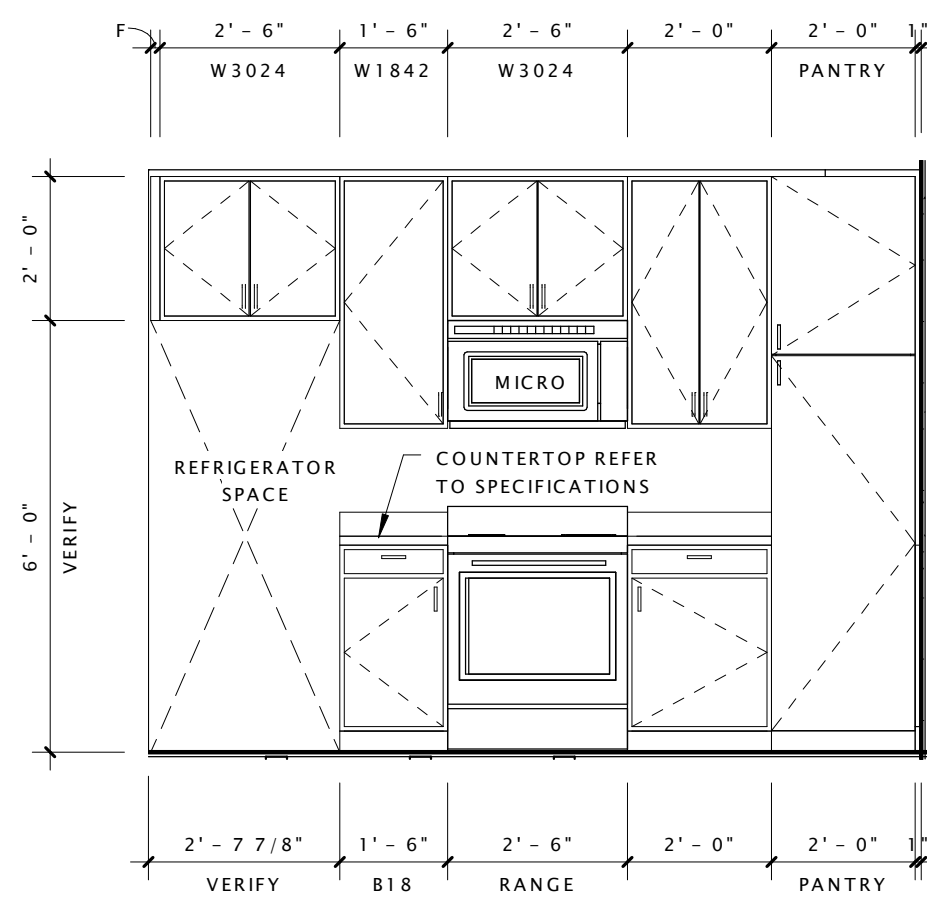 F 2' – 6" 1' – 6" 2' – 6" 2' – 0" 2' – 0" 1"
W3024 W1842 W3024 PANTRY
2' – 0"
MICRO
COUNTERTOP REFER
TO SPECIFICATIONS
REFRIGERATOR
SPACE
6' – 0"
VERIFY
2' – 7 7/8" 1' – 6" 2' – 6" 2' – 0" 2' – 0" 1"
VERIFY B18 RANGE PANTRY